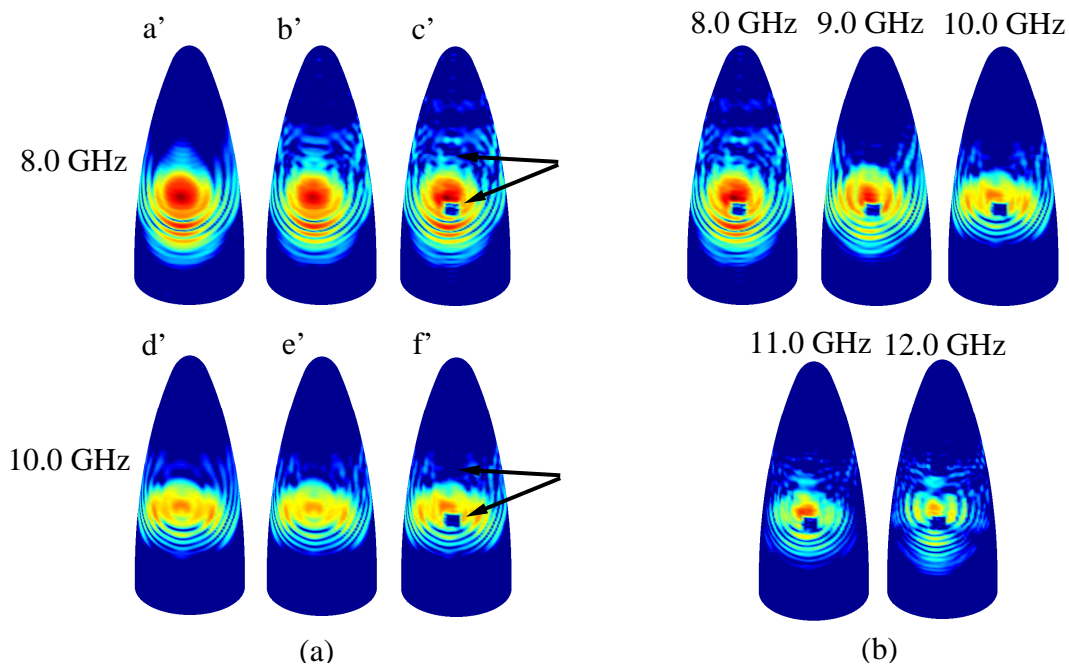 a’ b’ c’
8.0 GHz
d’ e’ f’
10.0 GHz
(a)
8.0 GHz 9.0 GHz 10.0 GHz
11.0 GHz 12.0 GHz
(b)